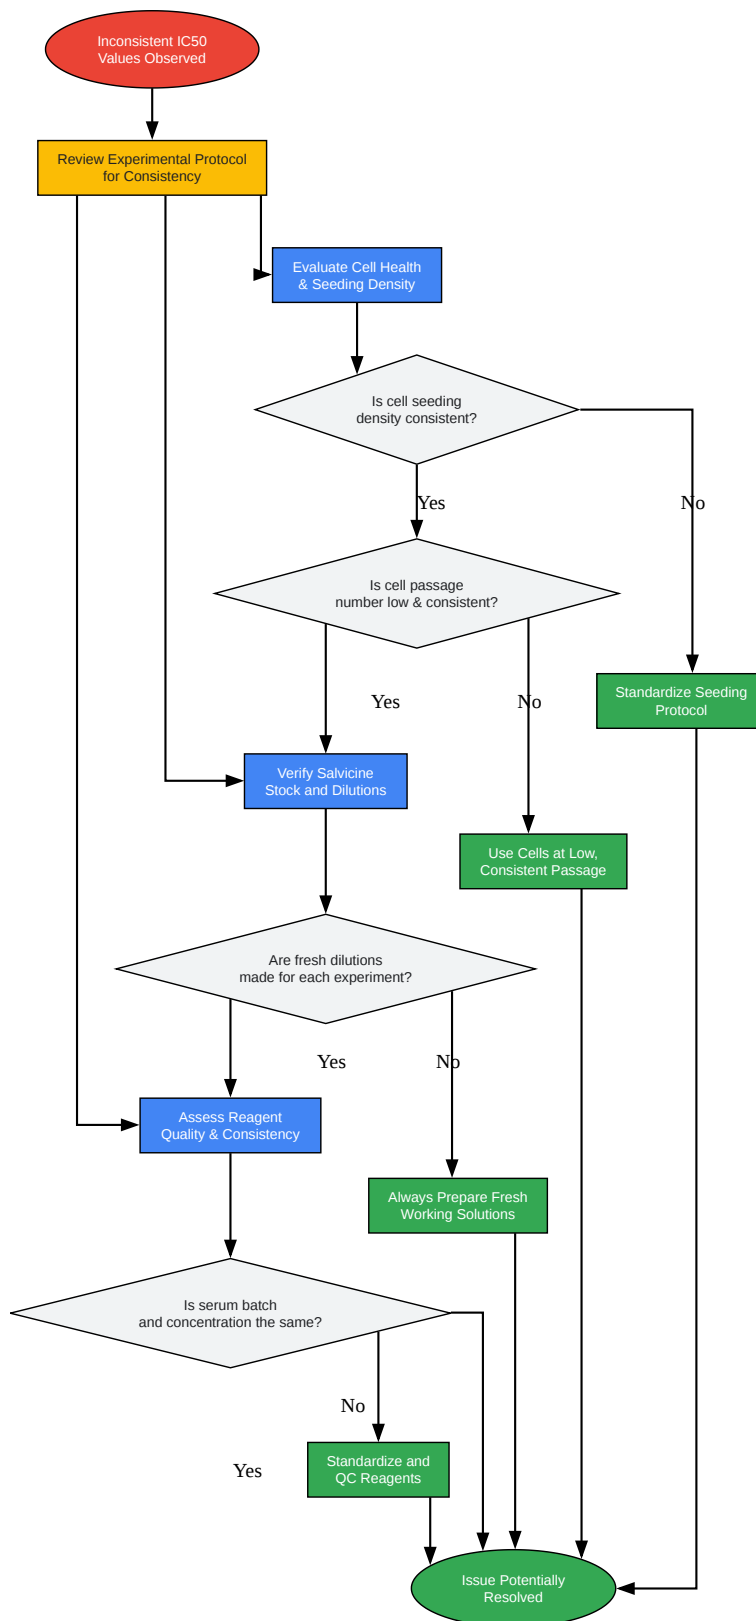 Inconsistent IC50
Values Observed
Review Experimental Protocol
for Consistency
Evaluate Cell Health
& Seeding Density
Is cell seeding
density consistent?
Yes
No
Is cell passage
number low & consistent?
Yes
No
Standardize Seeding
Protocol
Verify Salvicine
Stock and Dilutions
Use Cells at Low,
Consistent Passage
Are fresh dilutions
made for each experiment?
Yes
No
Assess Reagent
Quality & Consistency
Always Prepare Fresh
Working Solutions
Is serum batch
and concentration the same?
No
Yes
Standardize and
QC Reagents
Issue Potentially
Resolved